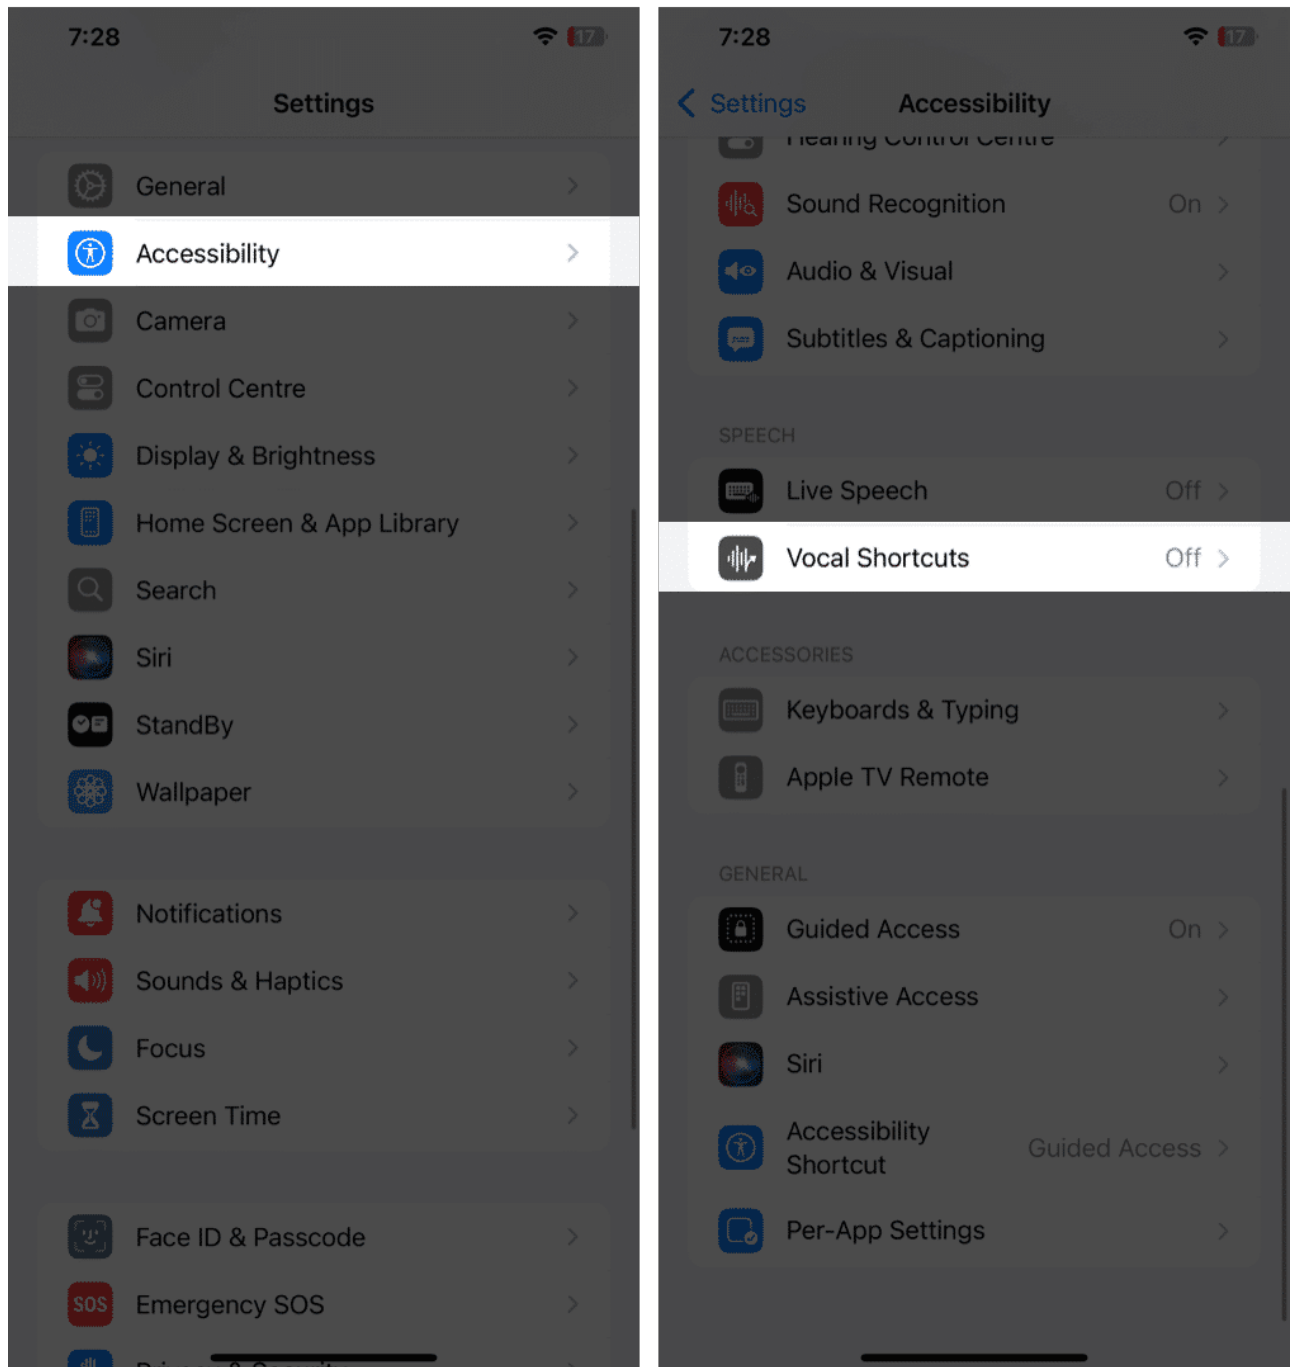 7:28
17
Settings
General
Accessibility
Camera
Control Centre
Display & Brightness
Home Screen & App Library
Search
Siri
StandBy
Wallpaper
Notifications
Sounds & Haptics
Focus
Screen Time
Face ID & Passcode
SOS Emergency SOS
7:28
17
Settings Accessibility
Hearing Control Centre
Sound Recognition On
Audio & Visual
Subtitles & Captioning
SPEECH
Live Speech Off
Vocal Shortcuts Off
ACCESSORIES
Keyboards & Typing
Apple TV Remote
GENERAL
Guided Access On
Assistive Access
Siri
Accessibility
Shortcut Guided Access
Per-App Settings